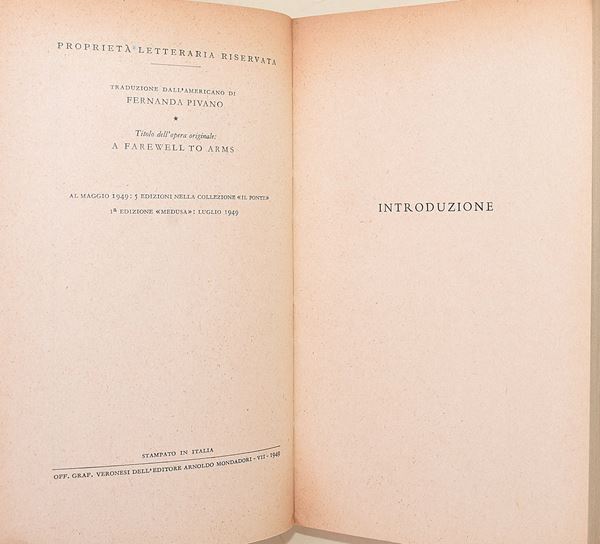 PROPRIETÀ LETTERARIA RISERVATA
TRADUZIONE DALL'AMERICANO DI
FERNANDA PIVANO
★
Titolo dell'opera originale:
A FAREWELL TO ARMS
AL MAGGIO 1949: 5 EDIZIONI NELLA COLLEZIONE «IL PONTE»
1ª EDIZIONE «MEDUSA»: LUGLIO 1949
STAMPATO IN ITALIA
OFF. GRAF. VERONESI DELL'EDITORE ARNOLDO MONDADORI - VII - 1949
INTRODUZIONE